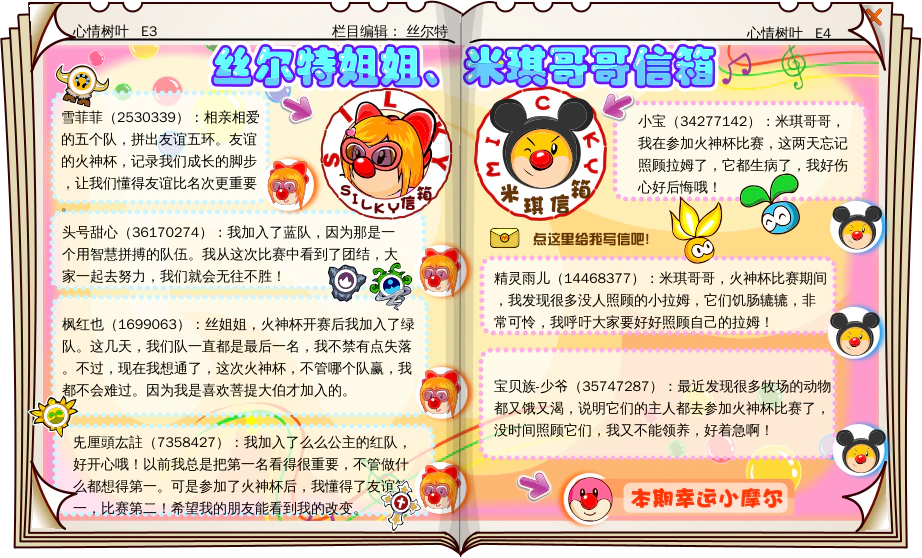 心情树叶 E3
栏目编辑：丝尔特
心情树叶 E4
丝尔特姐姐、米琪哥哥信箱
雪菲菲（2530339）：相亲相爱
的五个队，拼出友谊五环。友谊
的火神杯，记录我们成长的脚步
，让我们懂得友谊比名次更重要
。
SILKY
SILKY信箱
头号甜心（36170274）：我加入了蓝队，因为那是一
个用智慧拼搏的队伍。我从这次比赛中看到了团结，大
家一起去努力，我们就会无往不胜！
枫红也（1699063）：丝姐姐，火神杯开赛后我加入了绿
队。这几天，我们队一直都是最后一名，我不禁有点失落
。不过，现在我想通了，这次火神杯，不管哪个队赢，我
都不会难过。因为我是喜欢菩提大伯才加入的。
先厘頭厷註（7358427）：我加入了么么公主的红队，
好开心哦！以前我总是把第一名看得很重要，不管做什
么都想得第一。可是参加了火神杯后，我懂得了友谊第
一，比赛第二！希望我的朋友能看到我的改变。
MICKY
米琪信箱
小宝（34277142）：米琪哥哥，
我在参加火神杯比赛，这两天忘记
照顾拉姆了，它都生病了，我好伤
心好后悔哦！
点这里给我写信吧！
精灵雨儿（14468377）：米琪哥哥，火神杯比赛期间
，我发现很多没人照顾的小拉姆，它们饥肠辘辘，非
常可怜，我呼吁大家要好好照顾自己的拉姆！
宝贝族-少爷（35747287）：最近发现很多牧场的动物
都又饿又渴，说明它们的主人都去参加火神杯比赛了，
没时间照顾它们，我又不能领养，好着急啊！
本期幸运小摩尔